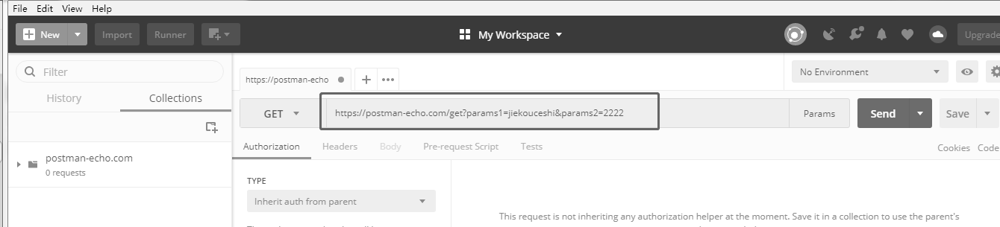 File Edit View Help
New Import Runner My Workspace Upgrade
Filter
History Collections
postman-echo.com
0 requests
https://postman-echo
No Environment
GET https://postman-echo.com/get?params1=jiekouceshi&params2=2222 Params Send Save
Authorization Headers Body Pre-request Script Tests Cookies Code
TYPE
Inherit auth from parent
This request is not inheriting any authorization helper at the moment. Save it in a collection to use the parent's